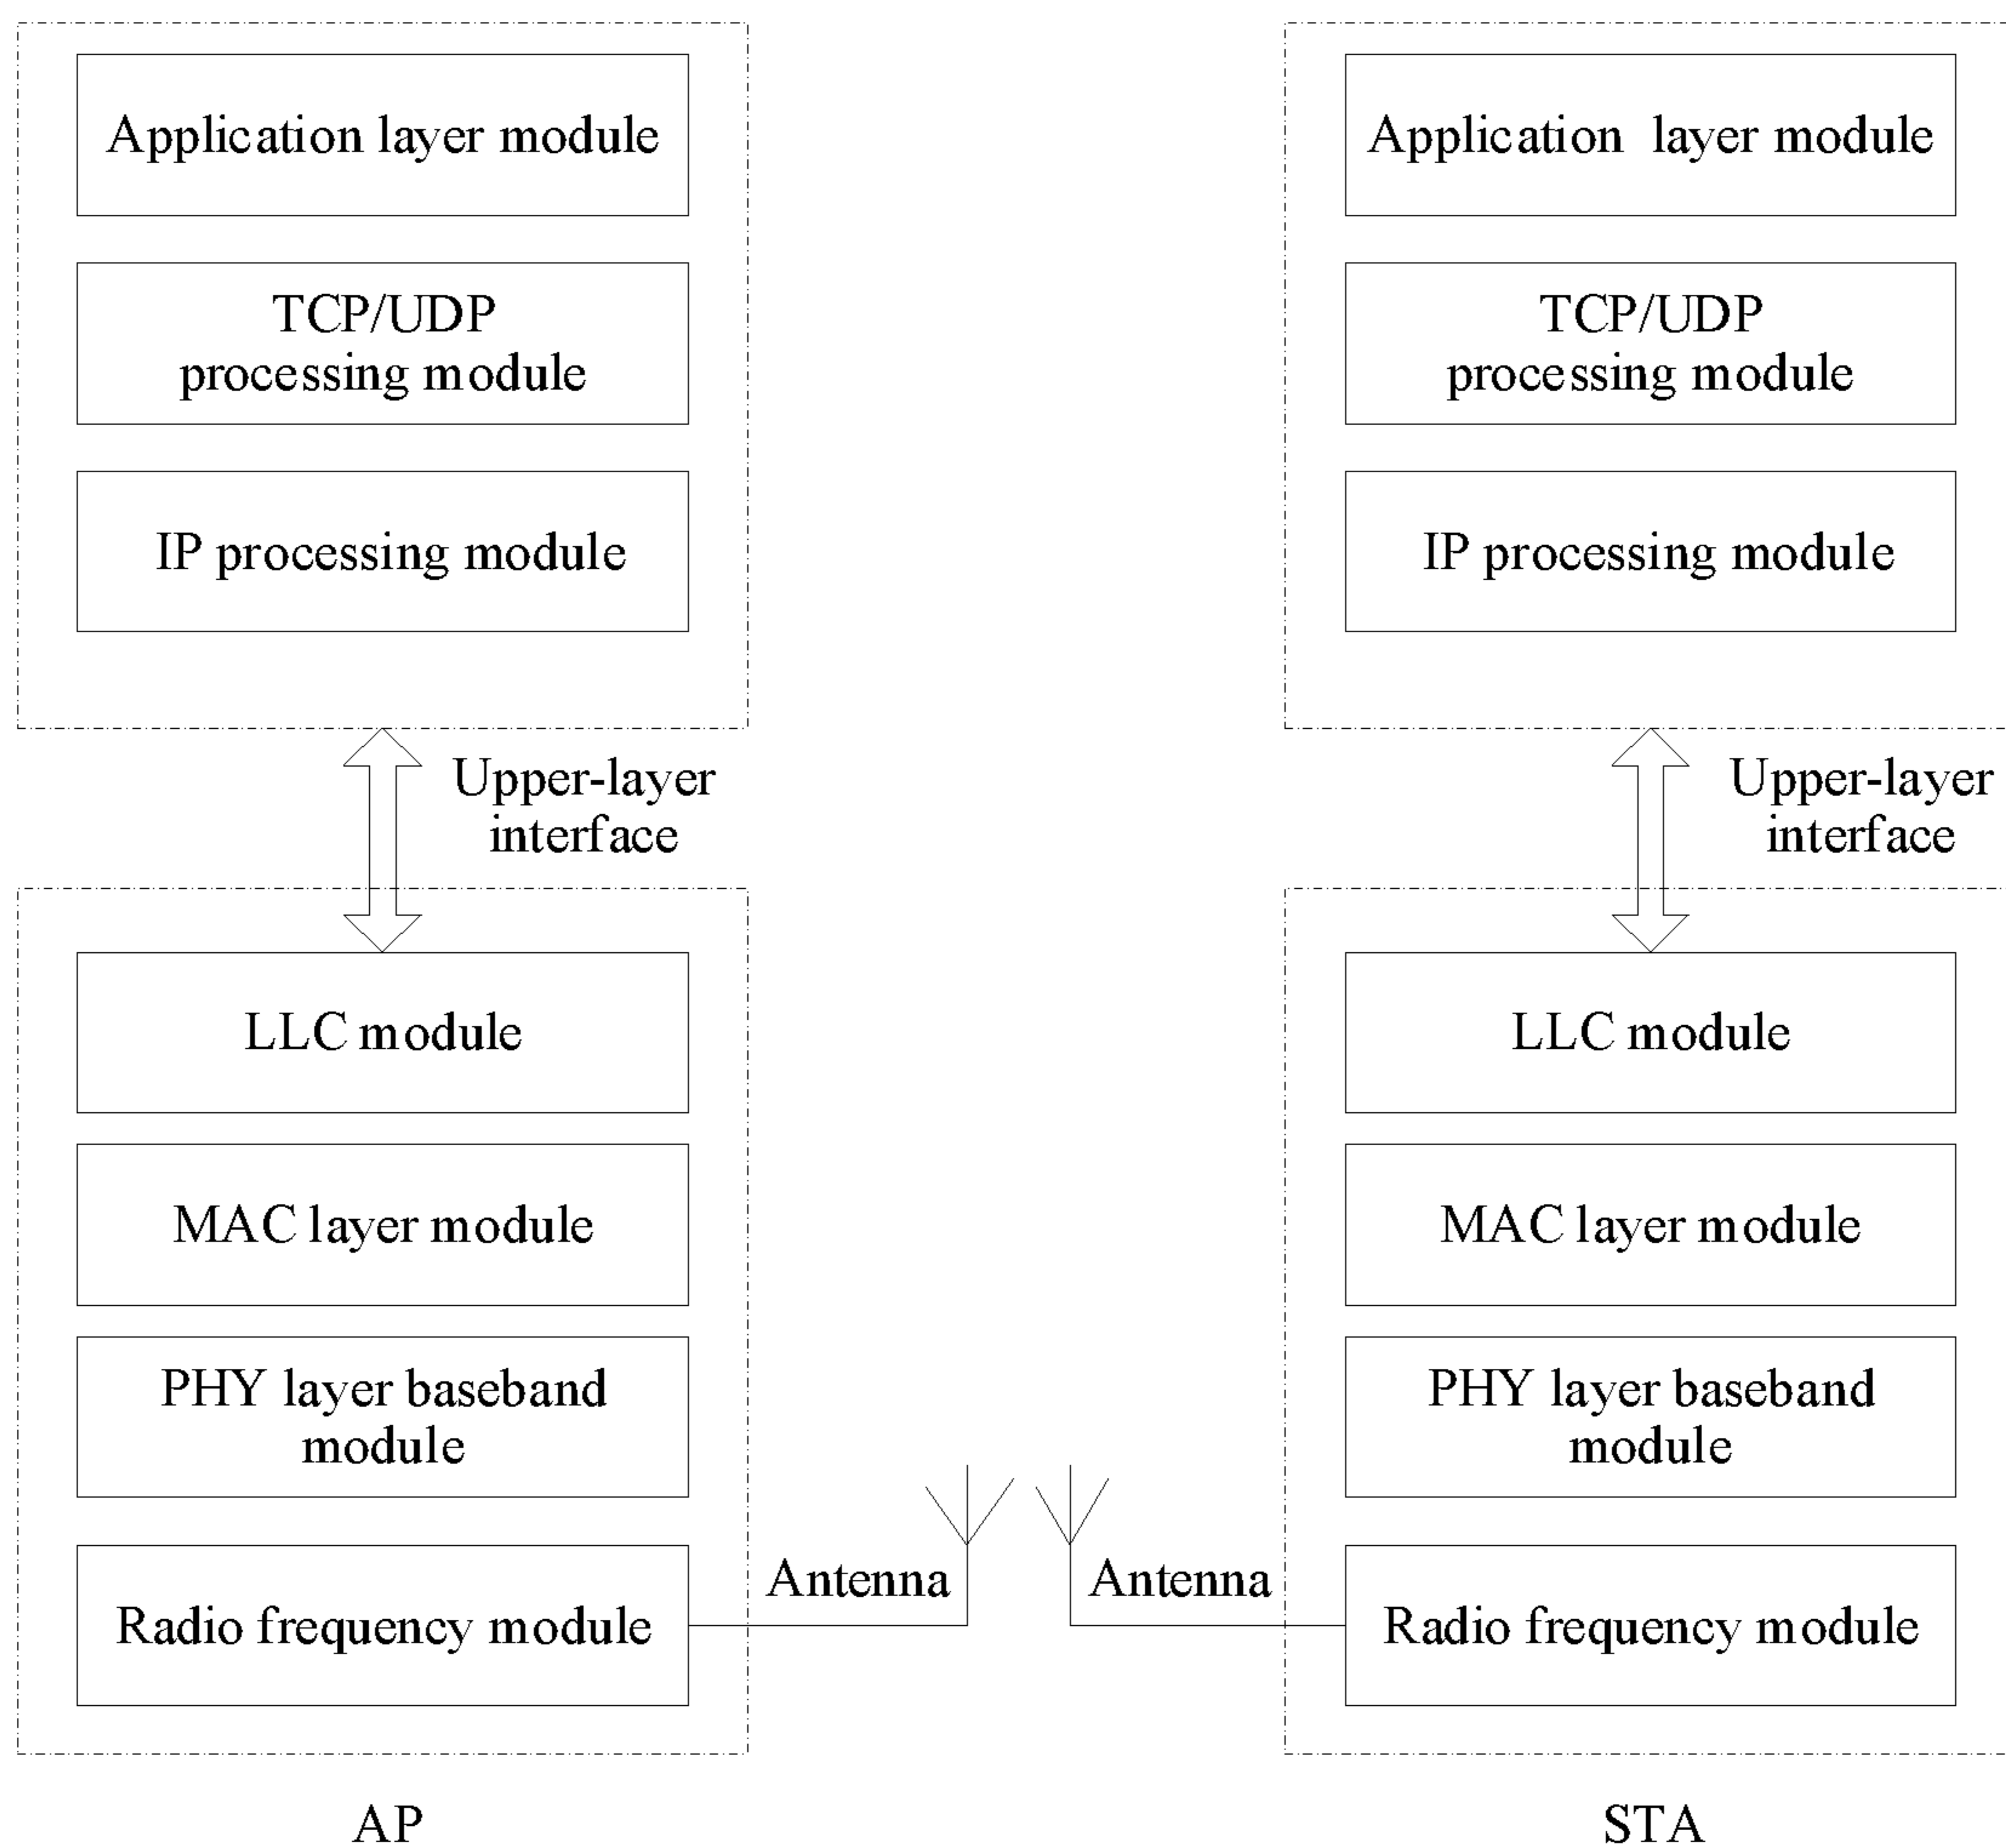 Application layer module
TCP/UDP
processing module
IP processing module
Upper-layer
interface
LLC module
MAC layer module
PHY layer baseband
module
Radio frequency module
Antenna
AP
Application layer module
TCP/UDP
processing module
IP processing module
Upper-layer
interface
LLC module
MAC layer module
PHY layer baseband
module
Antenna
Radio frequency module
STA